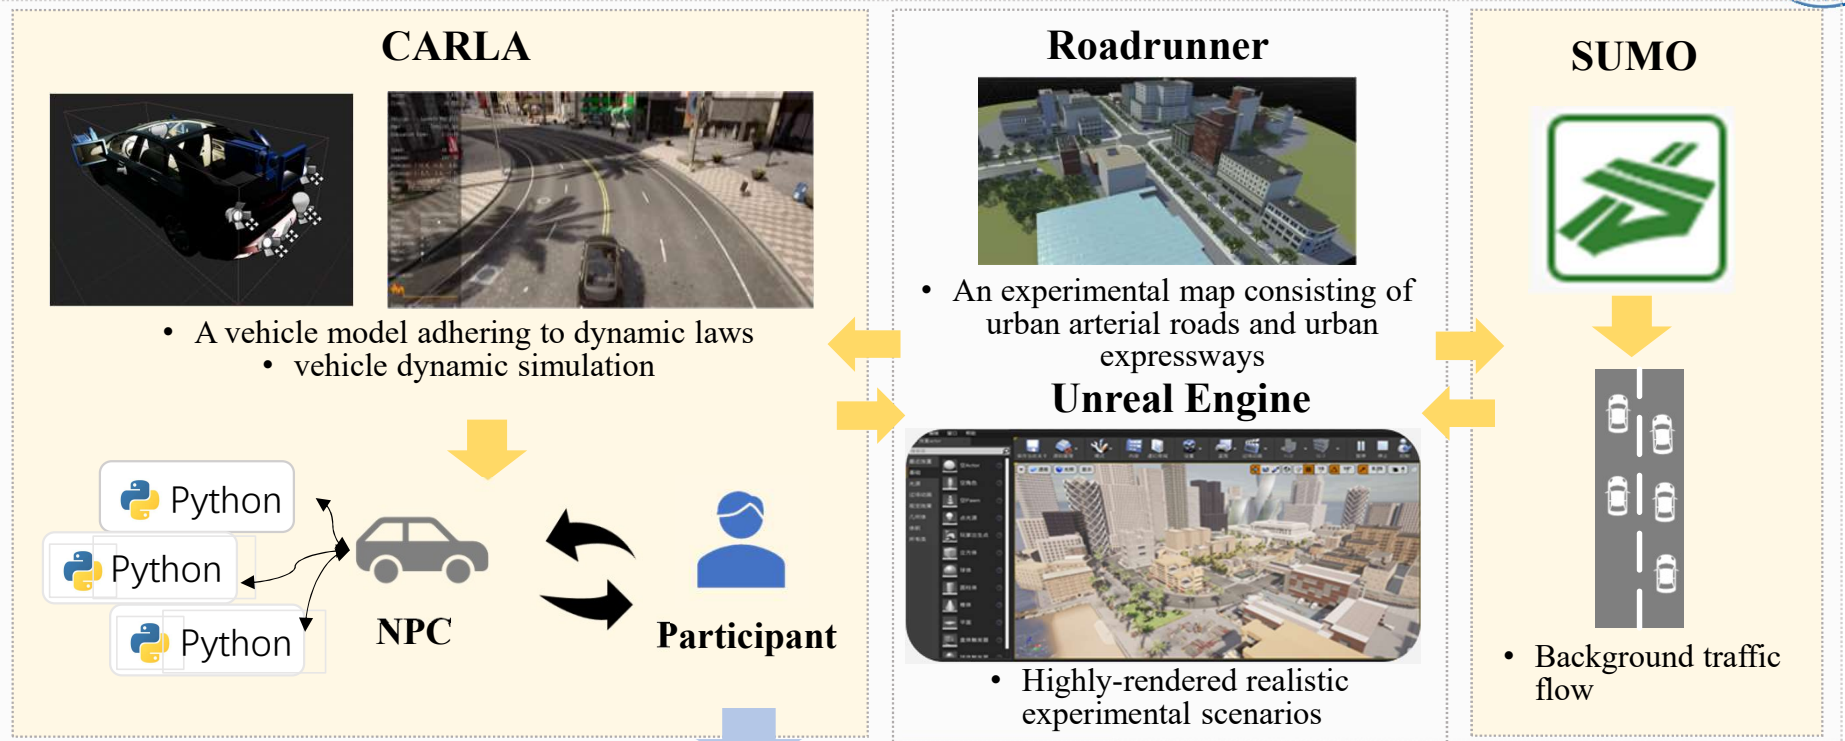 CARLA
• A vehicle model adhering to dynamic laws
• vehicle dynamic simulation
Python
Python
Python
NPC
Participant
Roadrunner
• An experimental map consisting of
urban arterial roads and urban
expressways
Unreal Engine
• Highly-rendered realistic
experimental scenarios
SUMO
• Background traffic
flow